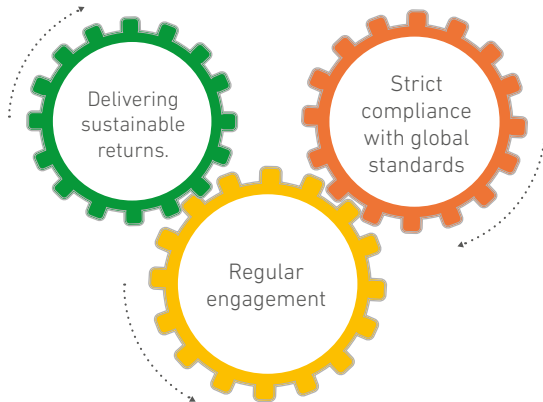 Delivering
sustainable
returns.
Strict
compliance
with global
standards
Regular
engagement